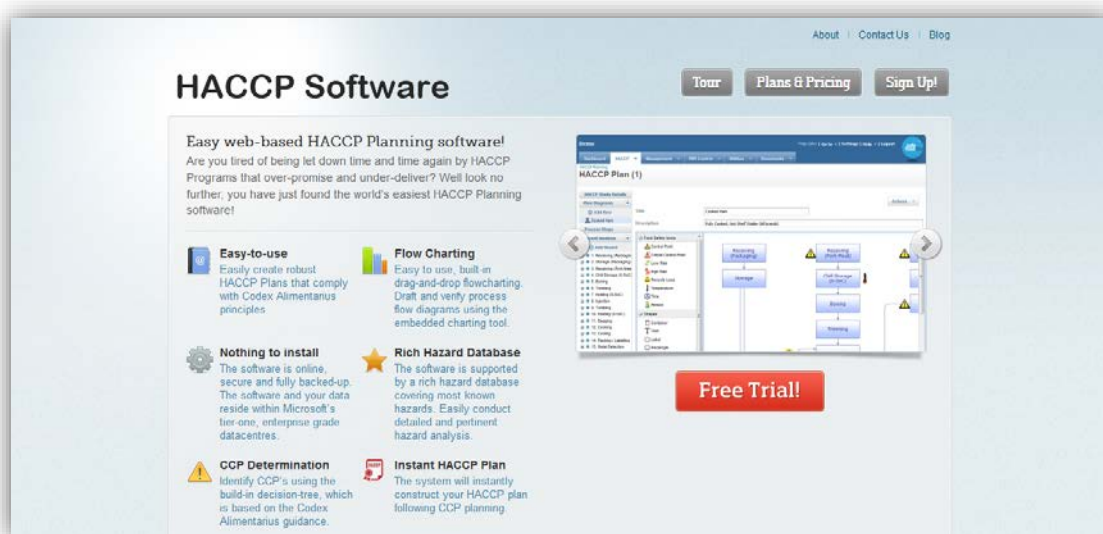 About | Contact Us | Blog
HACCP Software
Tour
Plans & Pricing
Sign Up!
Easy web-based HACCP Planning software!
Are you tired of being let down time and time again by HACCP
Programs that over-promise and under-deliver? Well look no
further, you have just found the world's easiest HACCP Planning
software!
Easy-to-use
Easily create robust
HACCP Plans that comply
with Codex Alimentarius
principles
Flow Charting
Easy to use, built-in
drag-and-drop flowcharting.
Draft and verify process
flow diagrams using the
embedded charting tool.
Nothing to install
The software is online,
secure and fully backed-up.
The software and your data
reside within Microsoft's
tier-one, enterprise grade
datacentres.
Rich Hazard Database
The software is supported
by a rich hazard database
covering most known
hazards. Easily conduct
detailed and pertinent
hazard analysis.
CCP Determination
Identify CCP's using the
build-in decision-tree, which
is based on the Codex
Alimentarius guidance.
Instant HACCP Plan
The system will instantly
construct your HACCP plan
following CCP planning.
HACCP Plan (1)
Receiving
(Packaging)
Storage
Receiving
Chill Storage
Boning
Trimming
Free Trial!